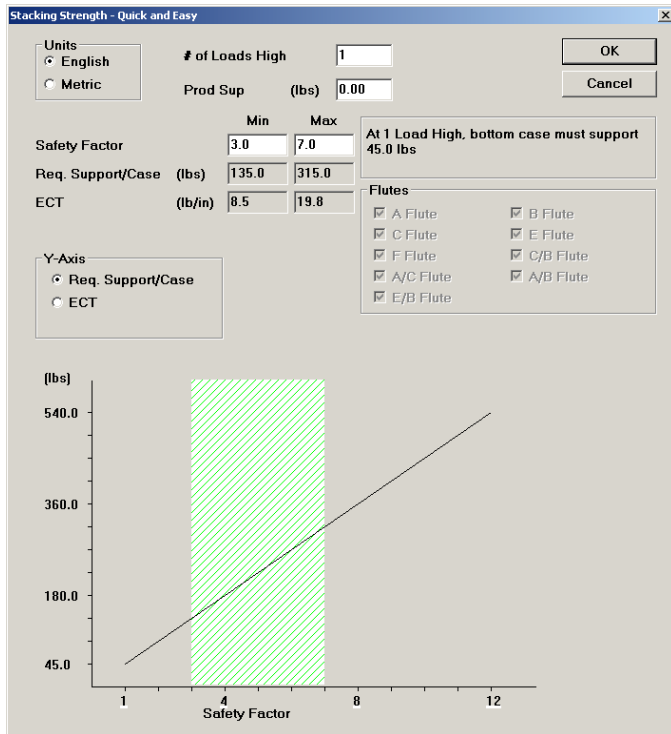 Stacking Strength - Quick and Easy
Units
English
Metric
# of Loads High 1
Prod Sup (lbs) 0.00
OK
Cancel
Min Max
Safety Factor 3.0 7.0
Req. Support/Case (lbs) 135.0 315.0
ECT (lb/in) 8.5 19.8
At 1 Load High, bottom case must support
45.0 lbs
Flutes
A Flute B Flute
C Flute E Flute
F Flute C/B Flute
A/C Flute A/B Flute
E/B Flute
Y-Axis
Req. Support/Case
ECT
(lbs)
540.0
360.0
180.0
45.0
1 4 8 12
Safety Factor